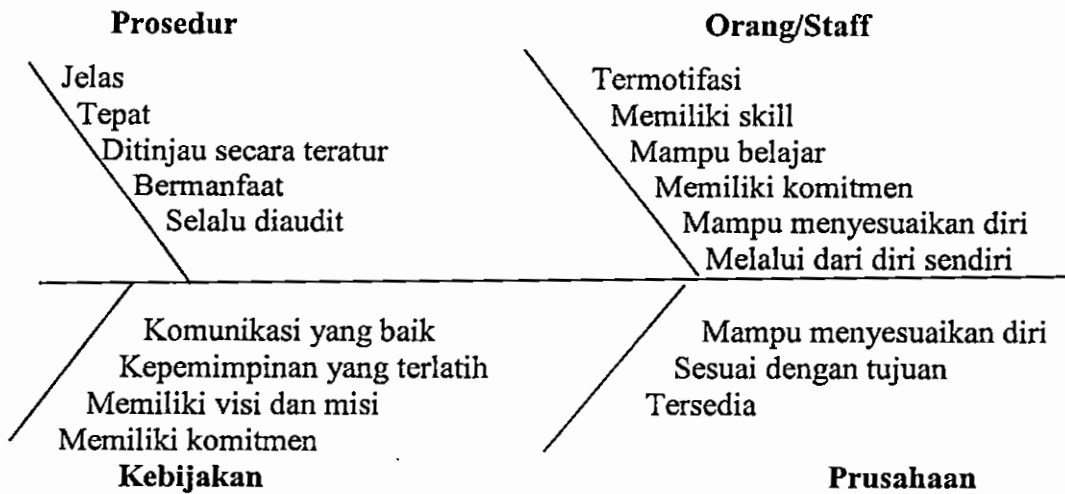 Prosedur
Jelas
Tepat
Ditinjau secara teratur
Bermanfaat
Selalu diaudit
Orang/Staff
Termotifasi
Memiliki skill
Mampu belajar
Memiliki komitmen
Mampu menyesuaikan diri
Melalui dari diri sendiri
Komunikasi yang baik
Kepemimpinan yang terlatih
Memiliki visi dan misi
Memiliki komitmen
Kebijakan
Mampu menyesuaikan diri
Sesuai dengan tujuan
Tersedia
Prusahaan